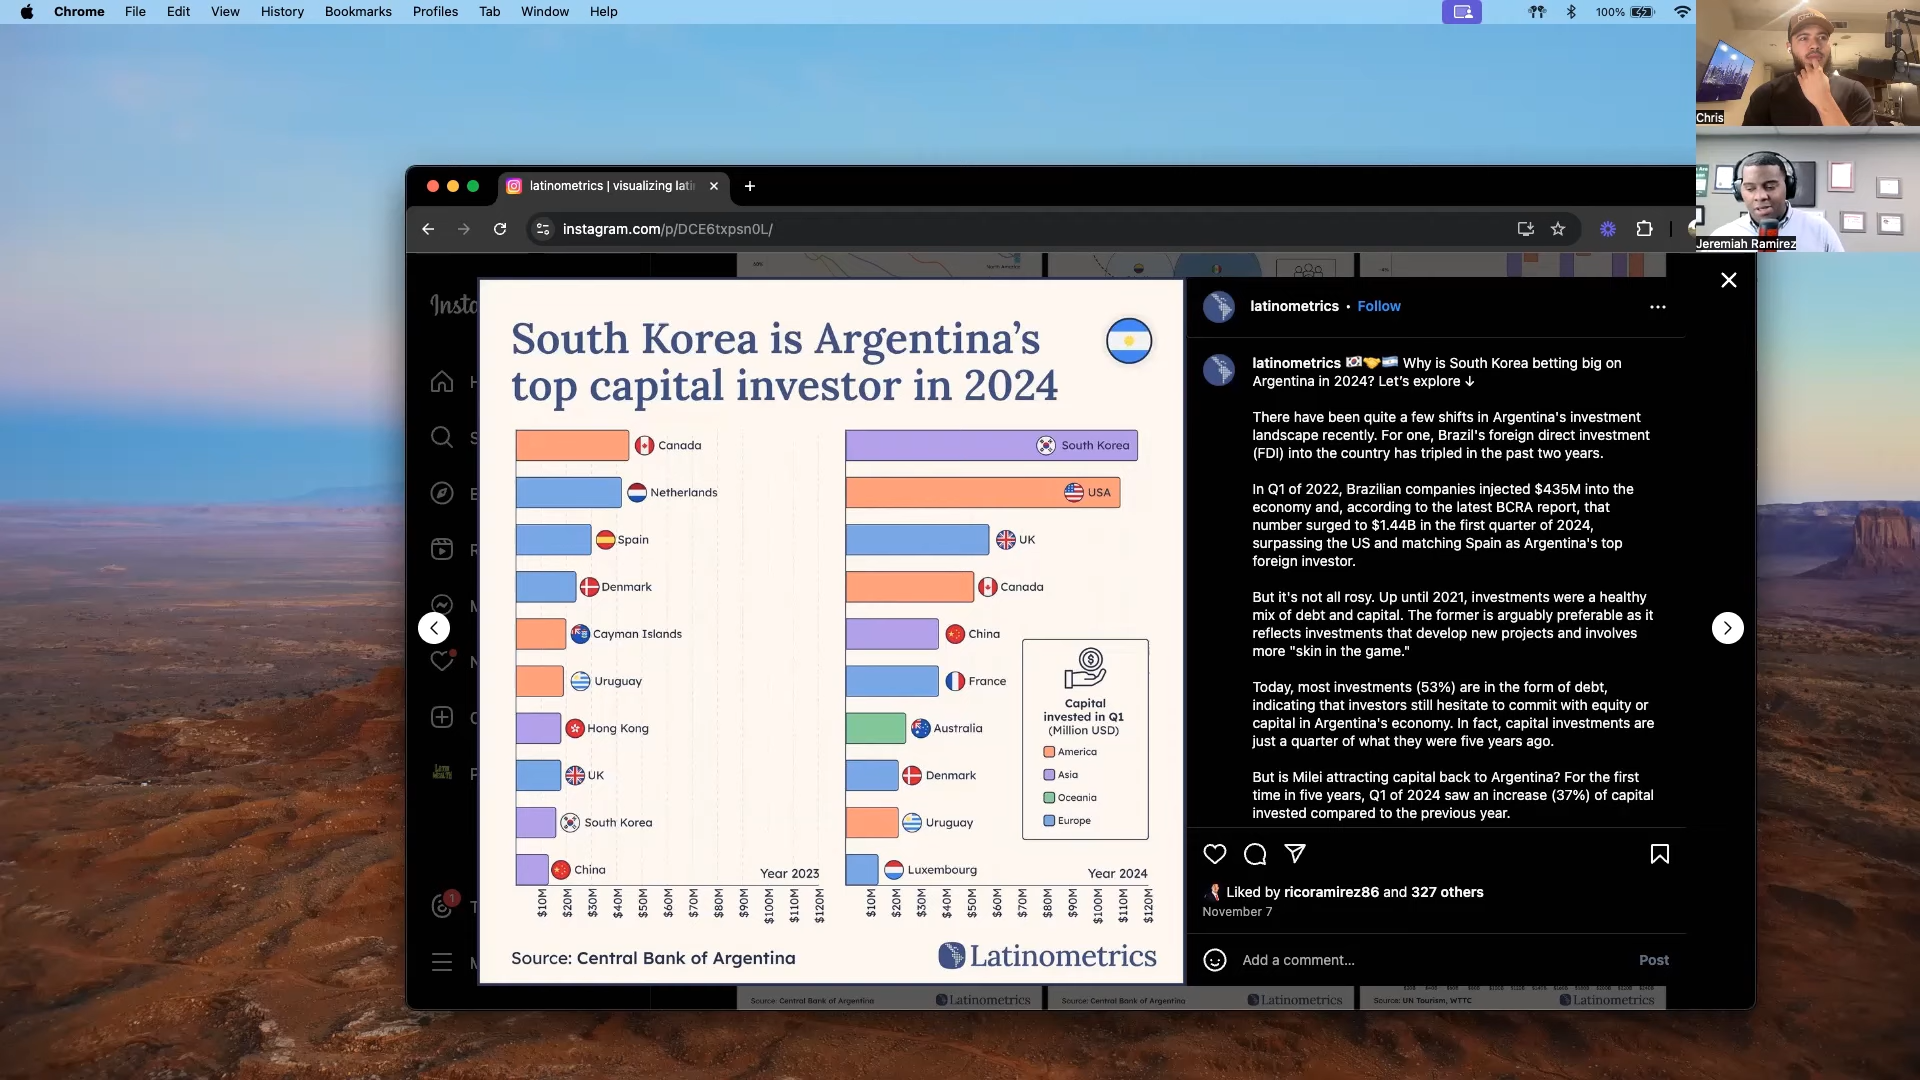 Chrome File Edit View History Bookmarks Profiles Tab Window Help
100%
Chris
Jeremiah Ramirez
latinometrics | visualizing lati
instagram.com/p/DCE6txpsn0L/
Insta
South Korea is Argentina's
top capital investor in 2024
Canada
Netherlands
Spain
Denmark
Cayman Islands
Uruguay
Hong Kong
UK
South Korea
China
Year 2023
$10M $20M $30M $40M $50M $60M $70M $80M $90M $100M $110M $120M
South Korea
USA
UK
Canada
China
France
Australia
Denmark
Uruguay
Luxembourg
Year 2024
$10M $20M $30M $40M $50M $60M $70M $80M $90M $100M $110M $120M
Capital
invested in Q1
(Million USD)
America
Asia
Oceania
Europe
Source: Central Bank of Argentina
Latinometrics
latinometrics • Follow
latinometrics 🇰🇷🤝🇦🇷 Why is South Korea betting big on
Argentina in 2024? Let's explore ↓
There have been quite a few shifts in Argentina's investment
landscape recently. For one, Brazil's foreign direct investment
(FDI) into the country has tripled in the past two years.
In Q1 of 2022, Brazilian companies injected $435M into the
economy and, according to the latest BCRA report, that
number surged to $1.44B in the first quarter of 2024,
surpassing the US and matching Spain as Argentina's top
foreign investor.
But it's not all rosy. Up until 2021, investments were a healthy
mix of debt and capital. The former is arguably preferable as it
reflects investments that develop new projects and involves
more "skin in the game."
Today, most investments (53%) are in the form of debt,
indicating that investors still hesitate to commit with equity or
capital in Argentina's economy. In fact, capital investments are
just a quarter of what they were five years ago.
But is Milei attracting capital back to Argentina? For the first
time in five years, Q1 of 2024 saw an increase (37%) of capital
invested compared to the previous year.
Liked by ricoramirez86 and 327 others
November 7
Add a comment...
Post
1
Source: Central Bank of Argentina
Latinometrics
Source: Central Bank of Argentina
Latinometrics
Source: UN Tourism, WTTC
Latinometrics